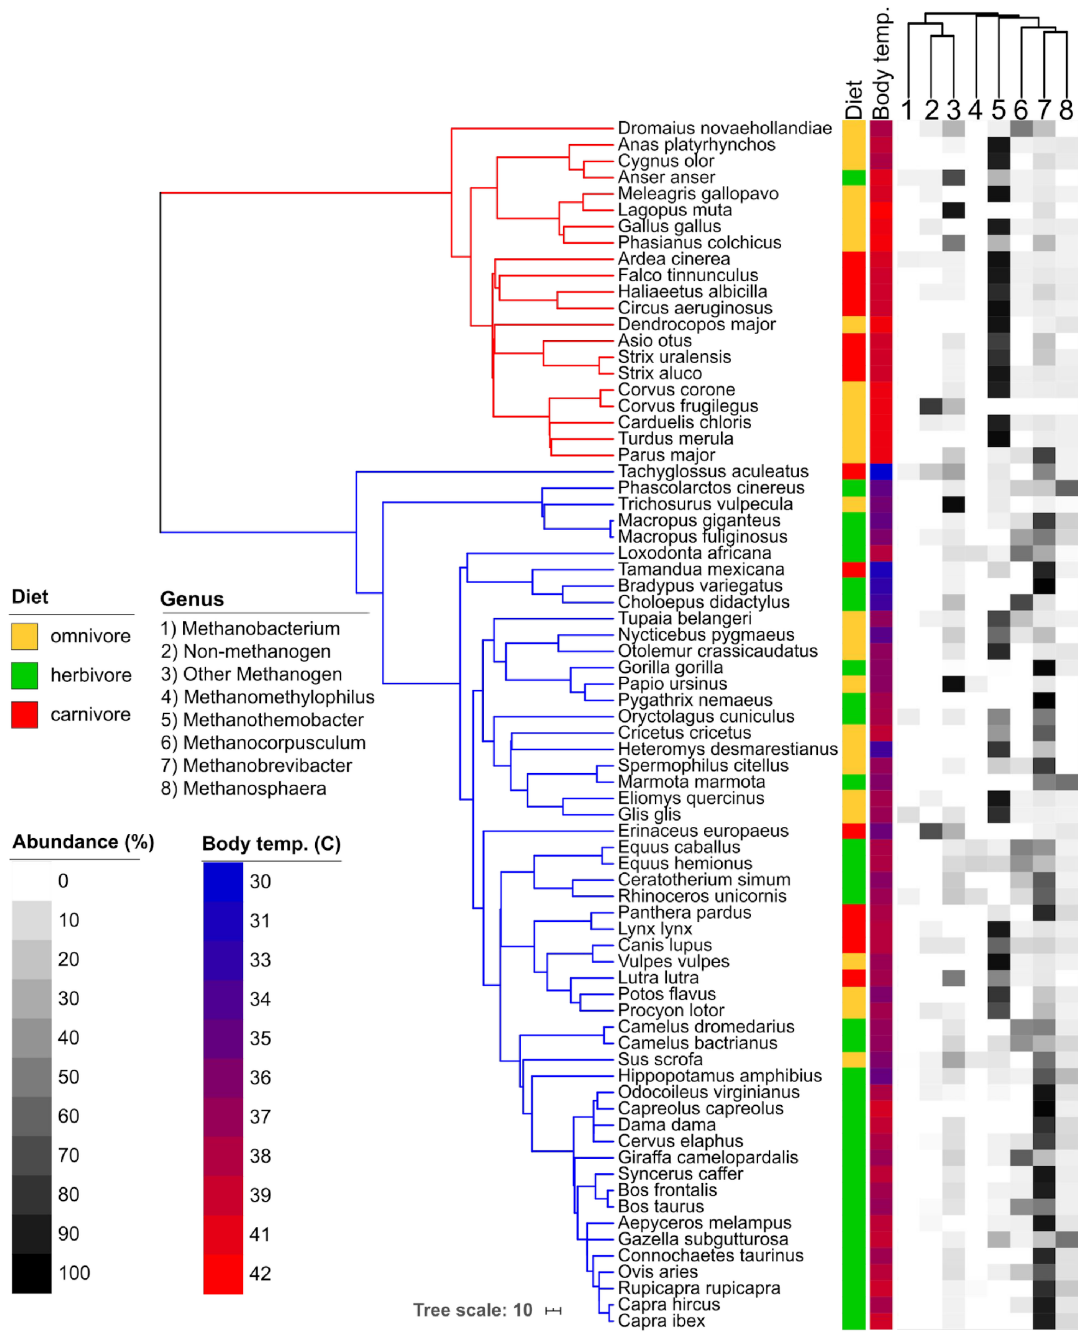 Diet
Body temp.
1 2 3 4 5 6 7 8
Dromaius novaehollandiae
Anas platyrhynchos
Cygnus olor
Anser anser
Meleagris gallopavo
Lagopus muta
Gallus gallus
Phasianus colchicus
Ardea cinerea
Falco tinnunculus
Haliaeetus albicilla
Circus aeruginosus
Dendrocopos major
Asio otus
Strix uralensis
Strix aluco
Corvus corone
Corvus frugilegus
Carduelis chloris
Turdus merula
Parus major
Tachyglossus aculeatus
Phascolarctos cinereus
Trichosurus vulpecula
Macropus giganteus
Macropus fuliginosus
Loxodonta africana
Tamandua mexicana
Bradypus variegatus
Choloepus didactylus
Tupaia belangeri
Nycticebus pygmaeus
Otolemur crassicaudatus
Gorilla gorilla
Papio ursinus
Pygathrix nemaeus
Oryctolagus cuniculus
Cricetus cricetus
Heteromys desmarestianus
Spermophilus citellus
Marmota marmota
Eliomys quercinus
Glis glis
Erinaceus europaeus
Equus caballus
Equus hemionus
Ceratotherium simum
Rhinoceros unicornis
Panthera pardus
Lynx lynx
Canis lupus
Vulpes vulpes
Lutra lutra
Potos flavus
Procyon lotor
Camelus dromedarius
Camelus bactrianus
Sus scrofa
Hippopotamus amphibius
Odocoileus virginianus
Capreolus capreolus
Dama dama
Cervus elaphus
Giraffa camelopardalis
Syncerus caffer
Bos frontalis
Bos taurus
Aepyceros melampus
Gazella subgutturosa
Connochaetes taurinus
Ovis aries
Rupicapra rupicapra
Capra hircus
Capra ibex
Diet
omnivore
herbivore
carnivore
Genus
1) Methanobacterium
2) Non-methanogen
3) Other Methanogen
4) Methanomethylophilus
5) Methanothemobacter
6) Methanocorpusculum
7) Methanobrevibacter
8) Methanosphaera
Abundance (%)
0
10
20
30
40
50
60
70
80
90
100
Body temp. (C)
30
31
33
34
35
36
37
38
39
41
42
Tree scale: 10